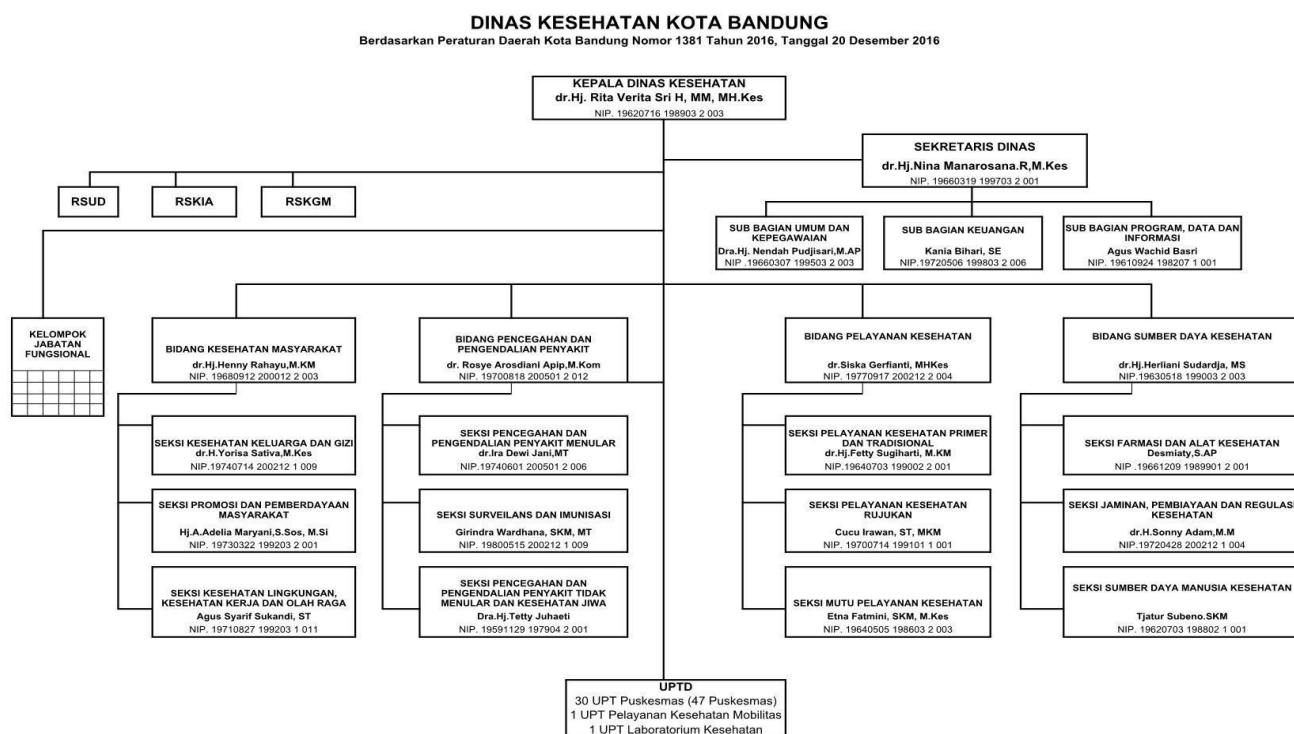 DINAS KESEHATAN KOTA BANDUNG
Berdasarkan Peraturan Daerah Kota Bandung Nomor 1381 Tahun 2016, Tanggal 20 Desember 2016
KEPALA DINAS KESEHATAN
dr.Hj. Rita Verita Sri H, MM, MH.Kes
NIP. 19620716 198903 2 003
SEKRETARIS DINAS
dr.Hj.Nina Manarosana.R,M.Kes
NIP. 19660319 199703 2 001
RSUD
RSKIA
RSKGM
SUB BAGIAN UMUM DAN
KEPEGAWAIAN
Dra.Hj. Nendah Pudjisari,M.AP
NIP .19660307 199503 2 003
SUB BAGIAN KEUANGAN
Kania Bihari, SE
NIP.19720506 199803 2 006
SUB BAGIAN PROGRAM, DATA DAN
INFORMASI
Agus Wachid Basri
NIP. 19610924 198207 1 001
KELOMPOK
JABATAN
FUNGSIONAL
BIDANG KESEHATAN MASYARAKAT
dr.Hj.Henny Rahayu,M.KM
NIP. 19680912 200012 2 003
BIDANG PENCEGAHAN DAN
PENGENDALIAN PENYAKIT
dr. Rosye Arosdiani Apip,M.Kom
NIP. 19700818 200501 2 012
BIDANG PELAYANAN KESEHATAN
dr.Siska Gerfianti, MHKes
NIP. 19770917 200212 2 004
BIDANG SUMBER DAYA KESEHATAN
dr.Hj.Herliani Sudardja, MS
NIP.19630518 199003 2 003
SEKSI KESEHATAN KELUARGA DAN GIZI
dr.H.Yorisa Sativa,M.Kes
NIP.19740714 200212 1 009
SEKSI PENCEGAHAN DAN
PENGENDALIAN PENYAKIT MENULAR
dr.Ira Dewi Jani,MT
NIP.19740601 200501 2 006
SEKSI PELAYANAN KESEHATAN PRIMER
DAN TRADISIONAL
dr.Hj.Fetty Sugiharti, M.KM
NIP.19640703 199002 2 001
SEKSI FARMASI DAN ALAT KESEHATAN
Desmiaty,S.AP
NIP .19661209 1989901 2 001
SEKSI PROMOSI DAN PEMBERDAYAAN
MASYARAKAT
Hj.A.Adelia Maryani,S.Sos, M.Si
NIP. 19730322 199203 2 001
SEKSI SURVEILANS DAN IMUNISASI
Girindra Wardhana, SKM, MT
NIP. 19800515 200212 1 009
SEKSI PELAYANAN KESEHATAN
RUJUKAN
Cucu Irawan, ST, MKM
NIP. 19700714 199101 1 001
SEKSI JAMINAN, PEMBIAYAAN DAN REGULASI
KESEHATAN
dr.H.Sonny Adam,M.M
NIP.19720428 200212 1 004
SEKSI KESEHATAN LINGKUNGAN,
KESEHATAN KERJA DAN OLAH RAGA
Agus Syarif Sukandi, ST
NIP. 19710827 199203 1 011
SEKSI PENCEGAHAN DAN
PENGENDALIAN PENYAKIT TIDAK
MENULAR DAN KESEHATAN JIWA
Dra.Hj.Tetty Juhaeti
NIP. 19591129 197904 2 001
SEKSI MUTU PELAYANAN KESEHATAN
Etna Fatmini, SKM, M.Kes
NIP. 19640505 198603 2 003
SEKSI SUMBER DAYA MANUSIA KESEHATAN
Tjatur Subeno.SKM
NIP. 19620703 198802 1 001
UPTD
30 UPT Puskesmas (47 Puskesmas)
1 UPT Pelayanan Kesehatan Mobilitas
1 UPT Laboratorium Kesehatan